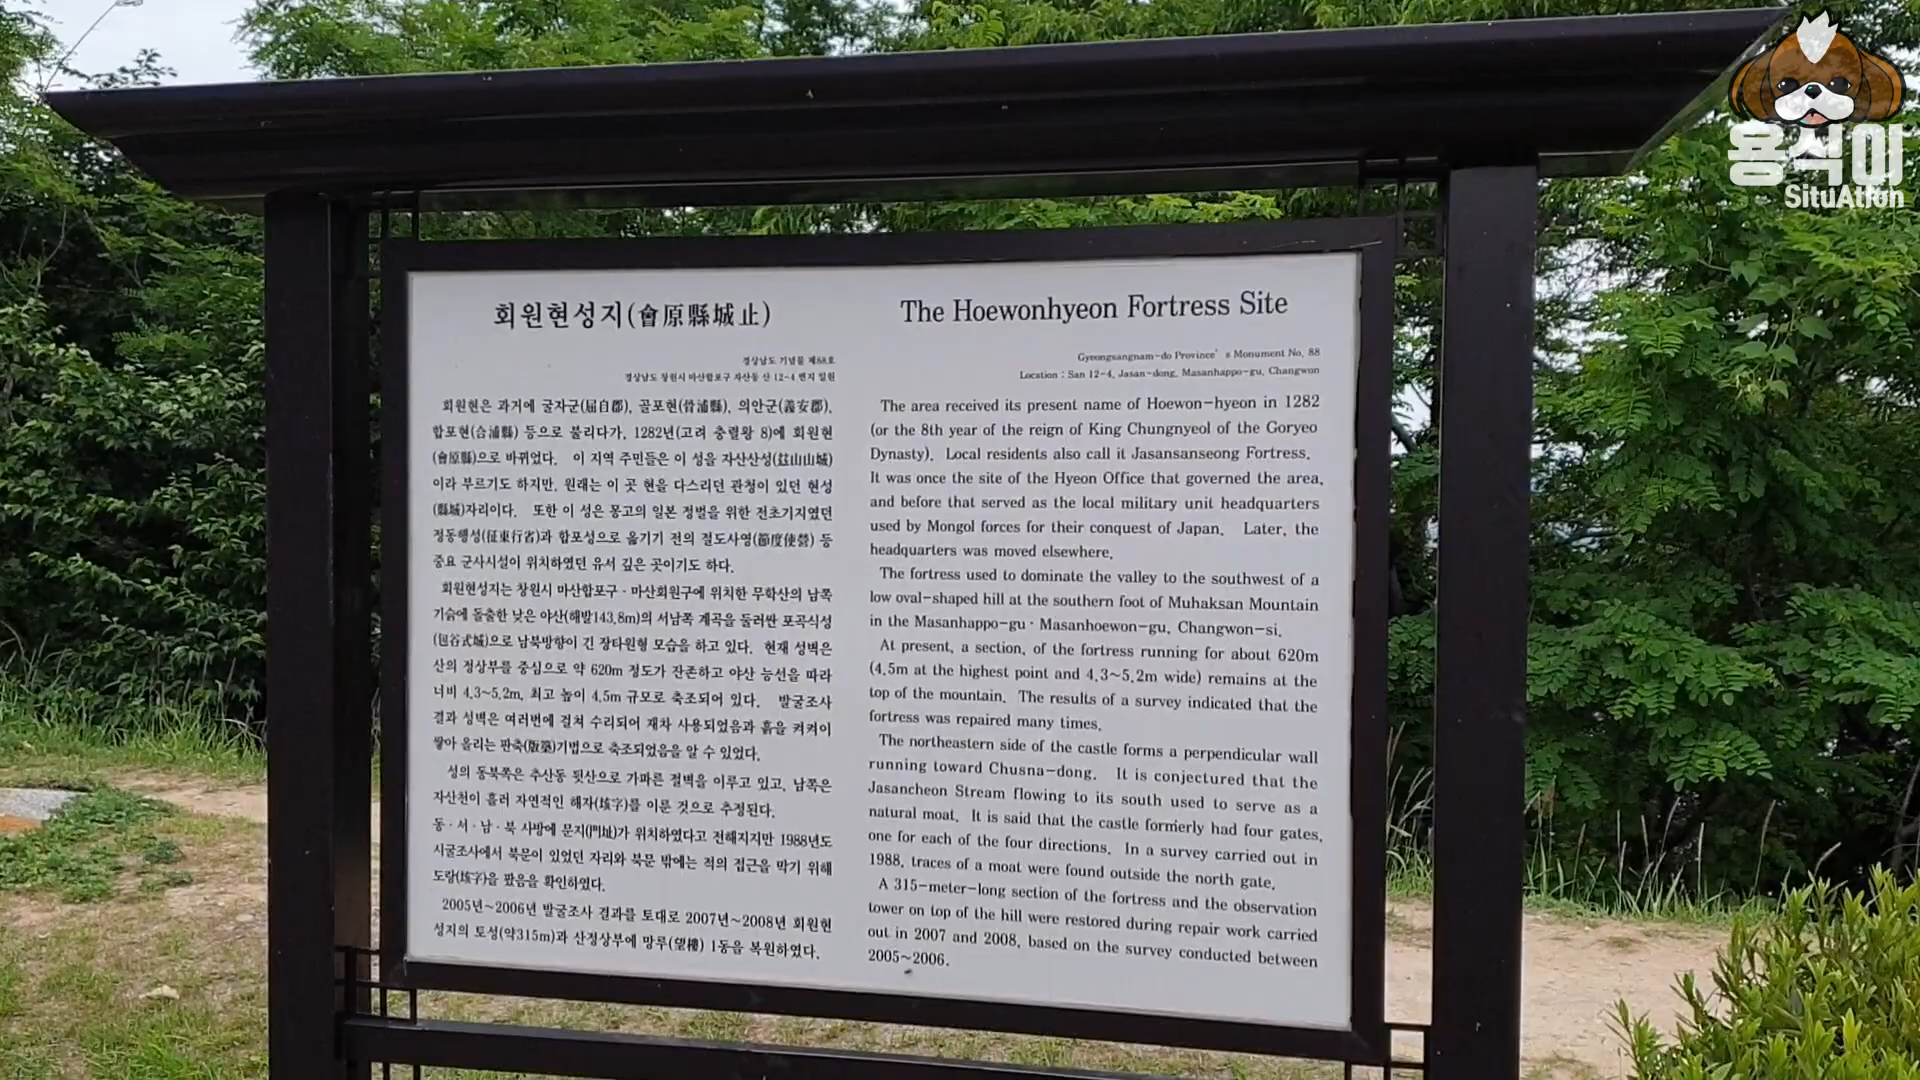 회원현성지(會原縣城止)
경상남도 기념물 제88호
경상남도 창원시 마산합포구 자산동 산 12-4 번지 일원
회원현은 과거에 굴자군(屈自郡), 골포현(骨浦縣), 의안군(義安郡),
합포현(合浦縣) 등으로 불리다가, 1282년(고려 충렬왕 8)에 회원현
(會原縣)으로 바뀌었다. 이 지역 주민들은 이 성을 자산산성(玆山山城)
이라 부르기도 하지만, 원래는 이 곳 현을 다스리던 관청이 있던 현성
(縣城)자리이다. 또한 이 성은 몽고의 일본 정벌을 위한 전초기지였던
정동행성(征東行省)과 합포성으로 옮기기 전의 절도사영(節度使營) 등
중요 군사시설이 위치하였던 유서 깊은 곳이기도 하다.
회원현성지는 창원시 마산합포구·마산회원구에 위치한 무학산의 남쪽
기슭에 돌출한 낮은 야산(해발143.8m)의 서남쪽 계곡을 둘러싼 포곡식성
(包谷式城)으로 남북방향이 긴 장타원형 모습을 하고 있다. 현재 성벽은
산의 정상부를 중심으로 약 620m 정도가 잔존하고 야산 능선을 따라
너비 4.3~5.2m, 최고 높이 4.5m 규모로 축조되어 있다. 발굴조사
결과 성벽은 여러번에 걸쳐 수리되어 재차 사용되었음과 흙을 켜켜이
쌓아 올리는 판축(版築)기법으로 축조되었음을 알 수 있었다.
성의 동북쪽은 추산동 뒷산으로 가파른 절벽을 이루고 있고, 남쪽은
자산천이 흘러 자연적인 해자(垓字)를 이룬 것으로 추정된다.
동·서·남·북 사방에 문지(門址)가 위치하였다고 전해지지만 1988년도
시굴조사에서 북문이 있었던 자리와 북문 밖에는 적의 접근을 막기 위해
도랑(垓字)을 팠음을 확인하였다.
2005년~2006년 발굴조사 결과를 토대로 2007년~2008년 회원현
성지의 토성(약315m)과 산정상부에 망루(望樓) 1동을 복원하였다.
The Hoewonhyeon Fortress Site
Gyeongsangnam-do Province's Monument No. 88
Location : San 12-4, Jasan-dong, Masanhappo-gu, Changwon
The area received its present name of Hoewon-hyeon in 1282
(or the 8th year of the reign of King Chungnyeol of the Goryeo
Dynasty). Local residents also call it Jasansanseong Fortress.
It was once the site of the Hyeon Office that governed the area,
and before that served as the local military unit headquarters
used by Mongol forces for their conquest of Japan. Later, the
headquarters was moved elsewhere.
The fortress used to dominate the valley to the southwest of a
low oval-shaped hill at the southern foot of Muhaksan Mountain
in the Masanhappo-gu · Masanhoewon-gu, Changwon-si.
At present, a section, of the fortress running for about 620m
(4.5m at the highest point and 4.3~5.2m wide) remains at the
top of the mountain. The results of a survey indicated that the
fortress was repaired many times.
The northeastern side of the castle forms a perpendicular wall
running toward Chusna-dong. It is conjectured that the
Jasancheon Stream flowing to its south used to serve as a
natural moat. It is said that the castle formerly had four gates,
one for each of the four directions. In a survey carried out in
1988, traces of a moat were found outside the north gate.
A 315-meter-long section of the fortress and the observation
tower on top of the hill were restored during repair work carried
out in 2007 and 2008, based on the survey conducted between
2005~2006.
용식이
SituAtion